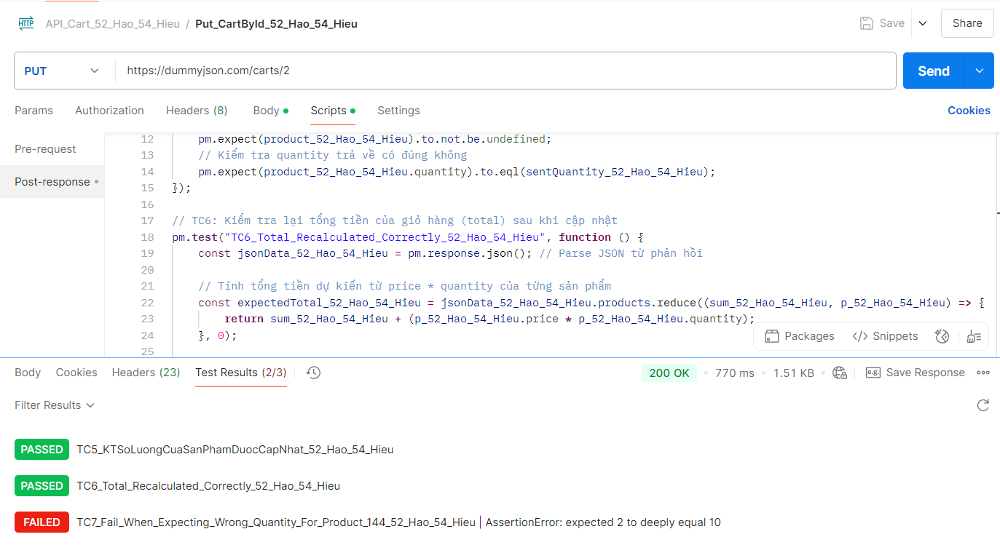 HTTP API_Cart_52_Hao_54_Hieu / Put_CartById_52_Hao_54_Hieu Save Share
PUT https://dummyjson.com/carts/2 Send
Params Authorization Headers (8) Body Scripts Settings Cookies
Pre-request
Post-response
12 pm.expect(product_52_Hao_54_Hieu).to.not.be.undefined;
13 // Kiểm tra quantity trả về có đúng không
14 pm.expect(product_52_Hao_54_Hieu.quantity).to.eql(sentQuantity_52_Hao_54_Hieu);
15 });
16
17 // TC6: Kiểm tra lại tổng tiền của giỏ hàng (total) sau khi cập nhật
18 pm.test("TC6_Total_Recalculated_Correctly_52_Hao_54_Hieu", function () {
19 const jsonData_52_Hao_54_Hieu = pm.response.json(); // Parse JSON từ phản hồi
20
21 // Tính tổng tiền dự kiến từ price * quantity của từng sản phẩm
22 const expectedTotal_52_Hao_54_Hieu = jsonData_52_Hao_54_Hieu.products.reduce((sum_52_Hao_54_Hieu, p_52_Hao_54_Hieu) => {
23 return sum_52_Hao_54_Hieu + (p_52_Hao_54_Hieu.price * p_52_Hao_54_Hieu.quantity);
24 }, 0);
25
Packages </> Snippets
Body Cookies Headers (23) Test Results (2/3) 200 OK 770 ms 1.51 KB e.g. Save Response
Filter Results
PASSED TC5_KTSoLuongCuaSanPhamDuocCapNhat_52_Hao_54_Hieu
PASSED TC6_Total_Recalculated_Correctly_52_Hao_54_Hieu
FAILED TC7_Fail_When_Expecting_Wrong_Quantity_For_Product_144_52_Hao_54_Hieu | AssertionError: expected 2 to deeply equal 10